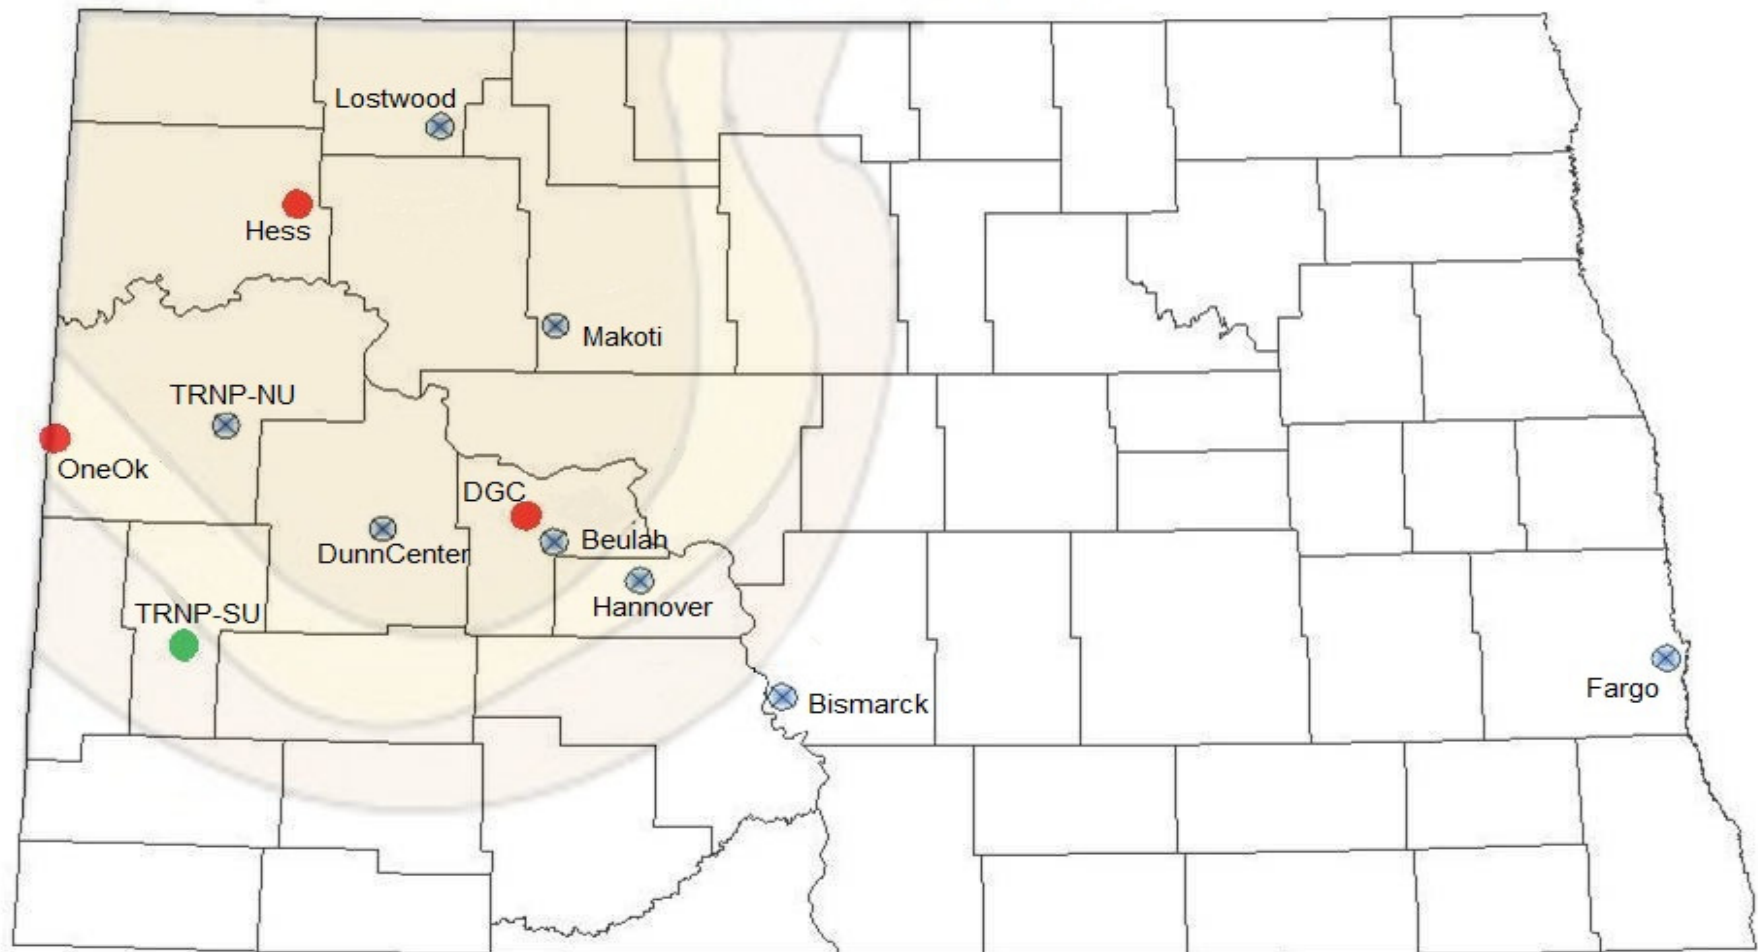 Lostwood
Hess
Makoti
TRNP-NU
OneOk
DGC
Beulah
DunnCenter
Hannover
TRNP-SU
Bismarck
Fargo